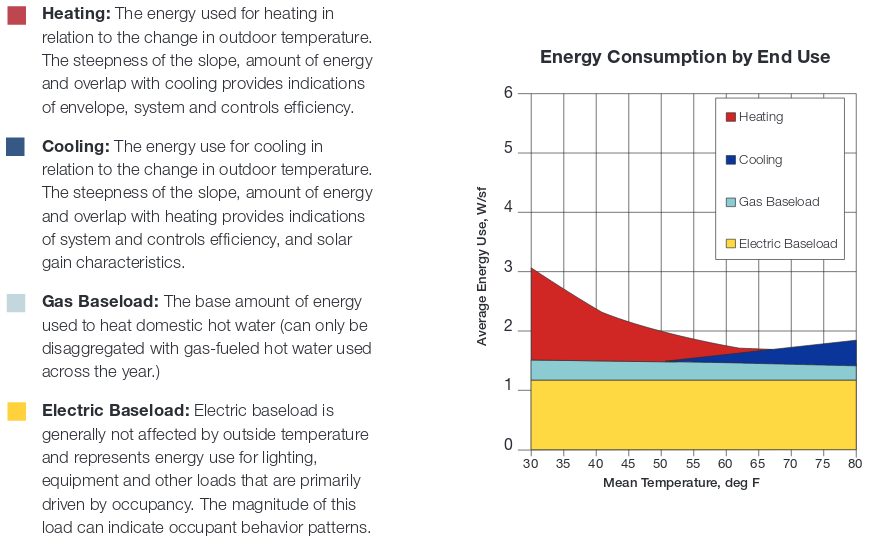 Heating: The energy used for heating in
relation to the change in outdoor temperature.
The steepness of the slope, amount of energy
and overlap with cooling provides indications
of envelope, system and controls efficiency.
Cooling: The energy use for cooling in
relation to the change in outdoor temperature.
The steepness of the slope, amount of energy
and overlap with heating provides indications
of system and controls efficiency, and solar
gain characteristics.
Gas Baseload: The base amount of energy
used to heat domestic hot water (can only be
disaggregated with gas-fueled hot water used
across the year.)
Electric Baseload: Electric baseload is
generally not affected by outside temperature
and represents energy use for lighting,
equipment and other loads that are primarily
driven by occupancy. The magnitude of this
load can indicate occupant behavior patterns.
Energy Consumption by End Use
Average Energy Use, W/sf
6
5
4
3
2
1
0
Heating
Cooling
Gas Baseload
Electric Baseload
30 35 40 45 50 55 60 65 70 75 80
Mean Temperature, deg F